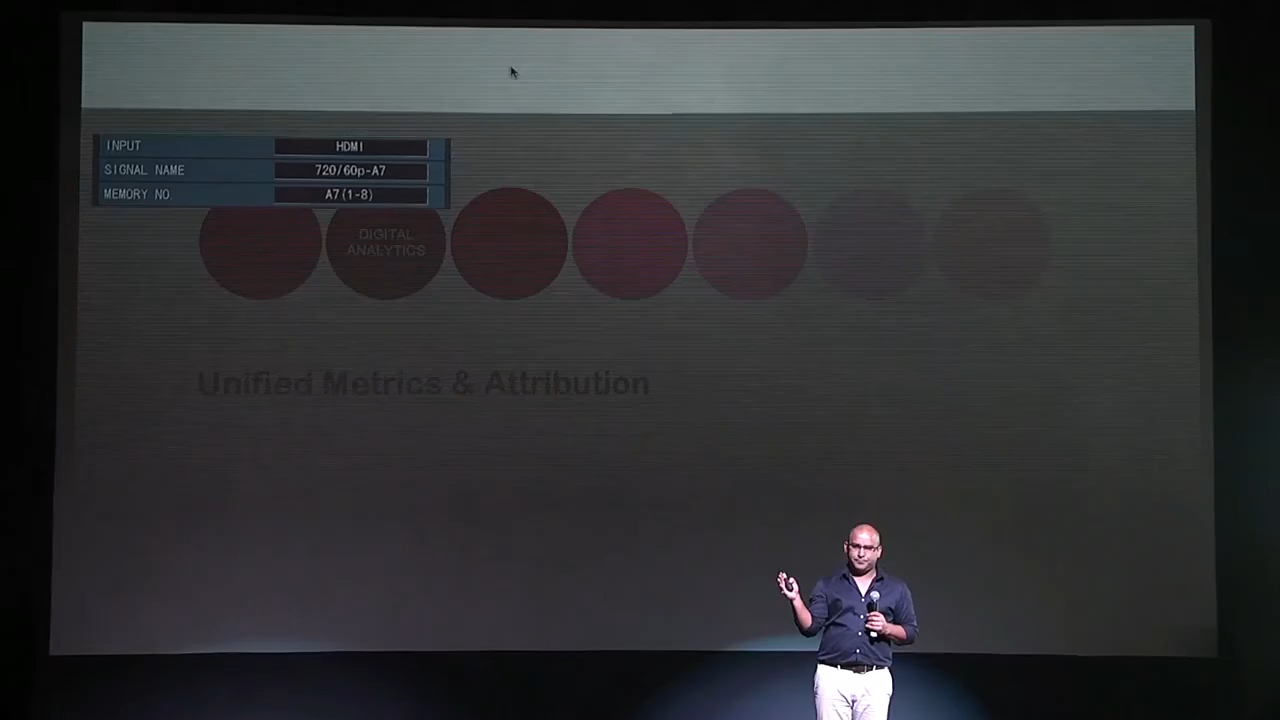 INPUT HDMI
SIGNAL NAME 720/60p-A7
MEMORY NO. A7(1-8)
DIGITAL
ANALYTICS
Unified Metrics & Attribution